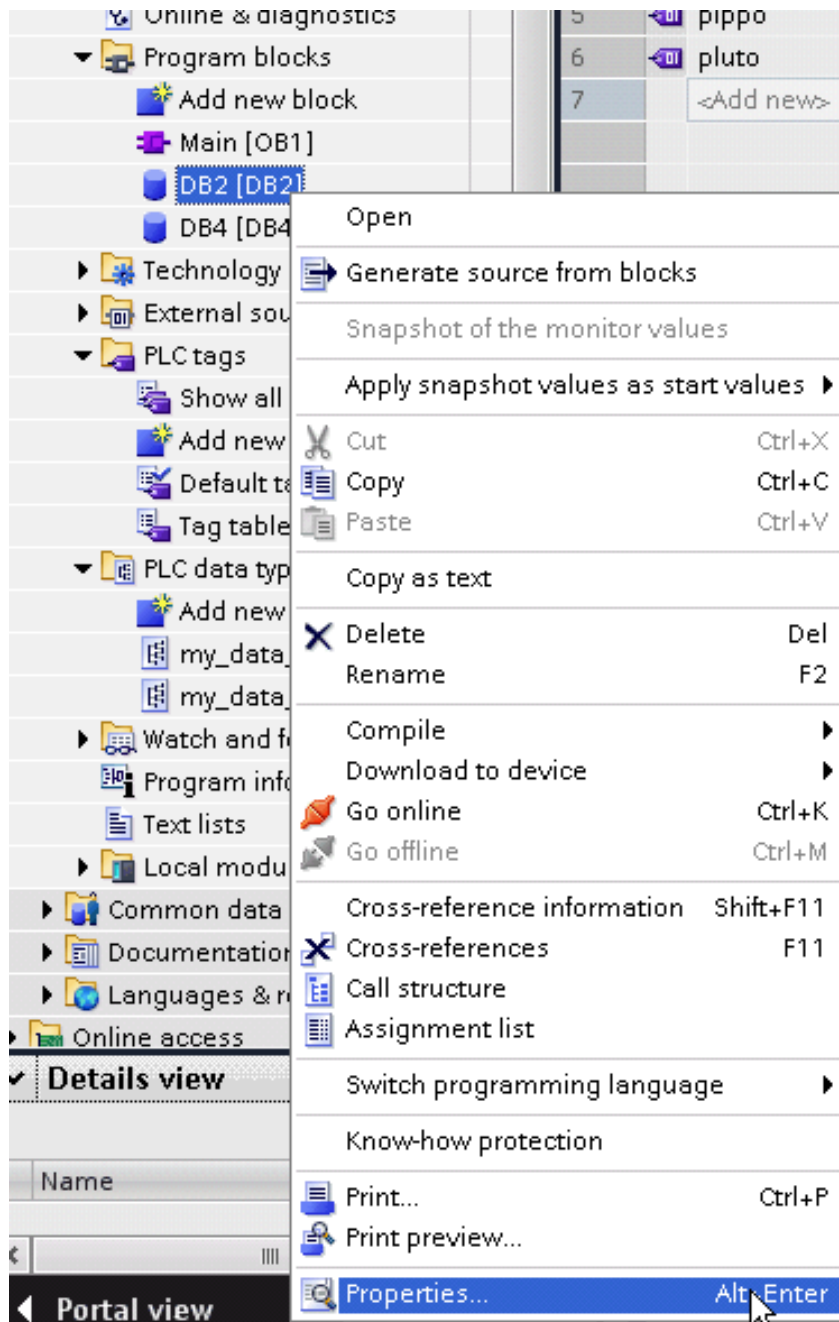 Online & diagnostics
Program blocks
Add new block
Main [OB1]
DB2 [DB2]
DB4 [DB4
Technology
External sou
PLC tags
Show all
Add new
Default ta
Tag table
PLC data typ
Add new
my_data_
my_data_
Watch and fo
Program info
Text lists
Local modu
Common data
Documentation
Languages & re
Online access
Details view
Name
Portal view
5 pippo
6 pluto
7 <Add new>
Open
Generate source from blocks
Snapshot of the monitor values
Apply snapshot values as start values
Cut Ctrl+X
Copy Ctrl+C
Paste Ctrl+V
Copy as text
Delete Del
Rename F2
Compile
Download to device
Go online Ctrl+K
Go offline Ctrl+M
Cross-reference information Shift+F11
Cross-references F11
Call structure
Assignment list
Switch programming language
Know-how protection
Print... Ctrl+P
Print preview...
Properties... Alt+Enter